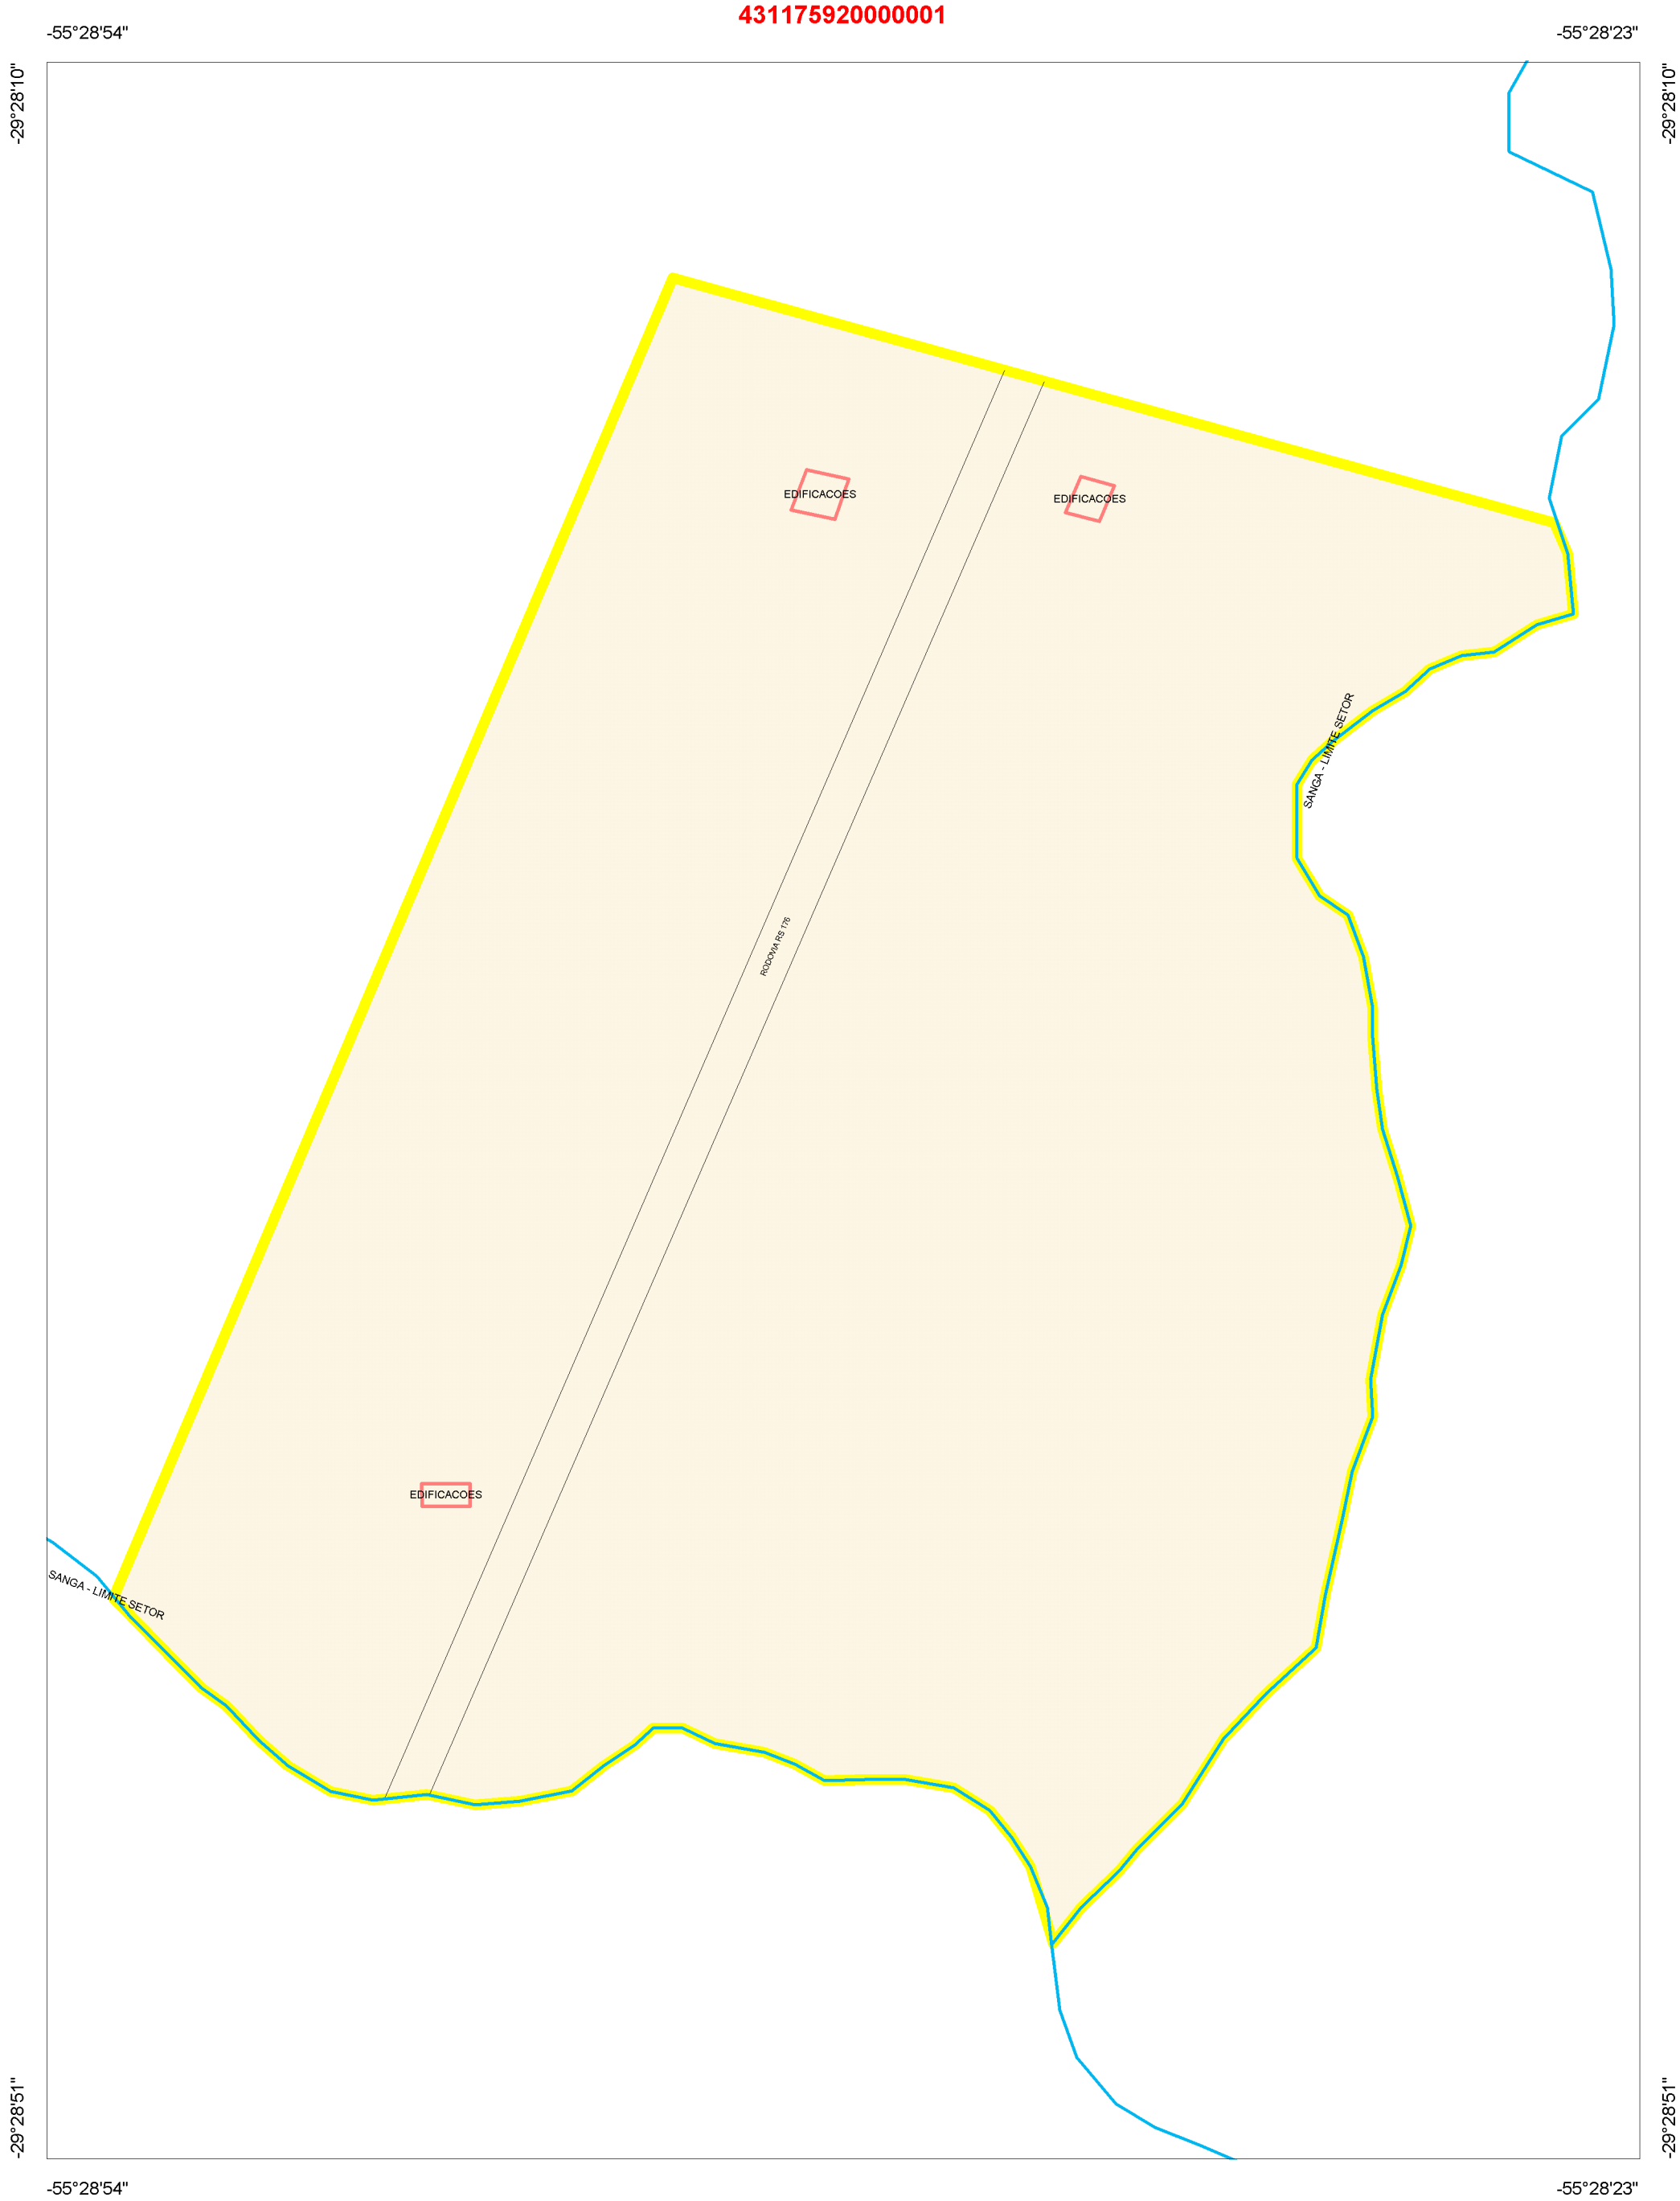 431175920000001
-55°28'54"
-55°28'23"
-29°28'10"
-29°28'10"
EDIFICACOES
EDIFICACOES
SANGA - LIMITE SETOR
RODOVIA RS 176
EDIFICACOES
SANGA - LIMITE SETOR
-29°28'51"
-29°28'51"
-55°28'54"
-55°28'23"